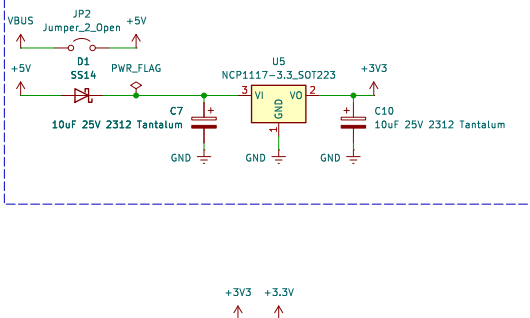 JP2
VBUS
Jumper_2_Open
+5V
D1
U5
+5V
SS14
PWR_FLAG
NCP1117-3.3_SOT223
+3V3
3
VI
VO
2
C7
+
GND
+
C10
10uF 25V 2312 Tantalum
10uF 25V 2312 Tantalum
1
GND
GND
GND
+3V3
+3.3V